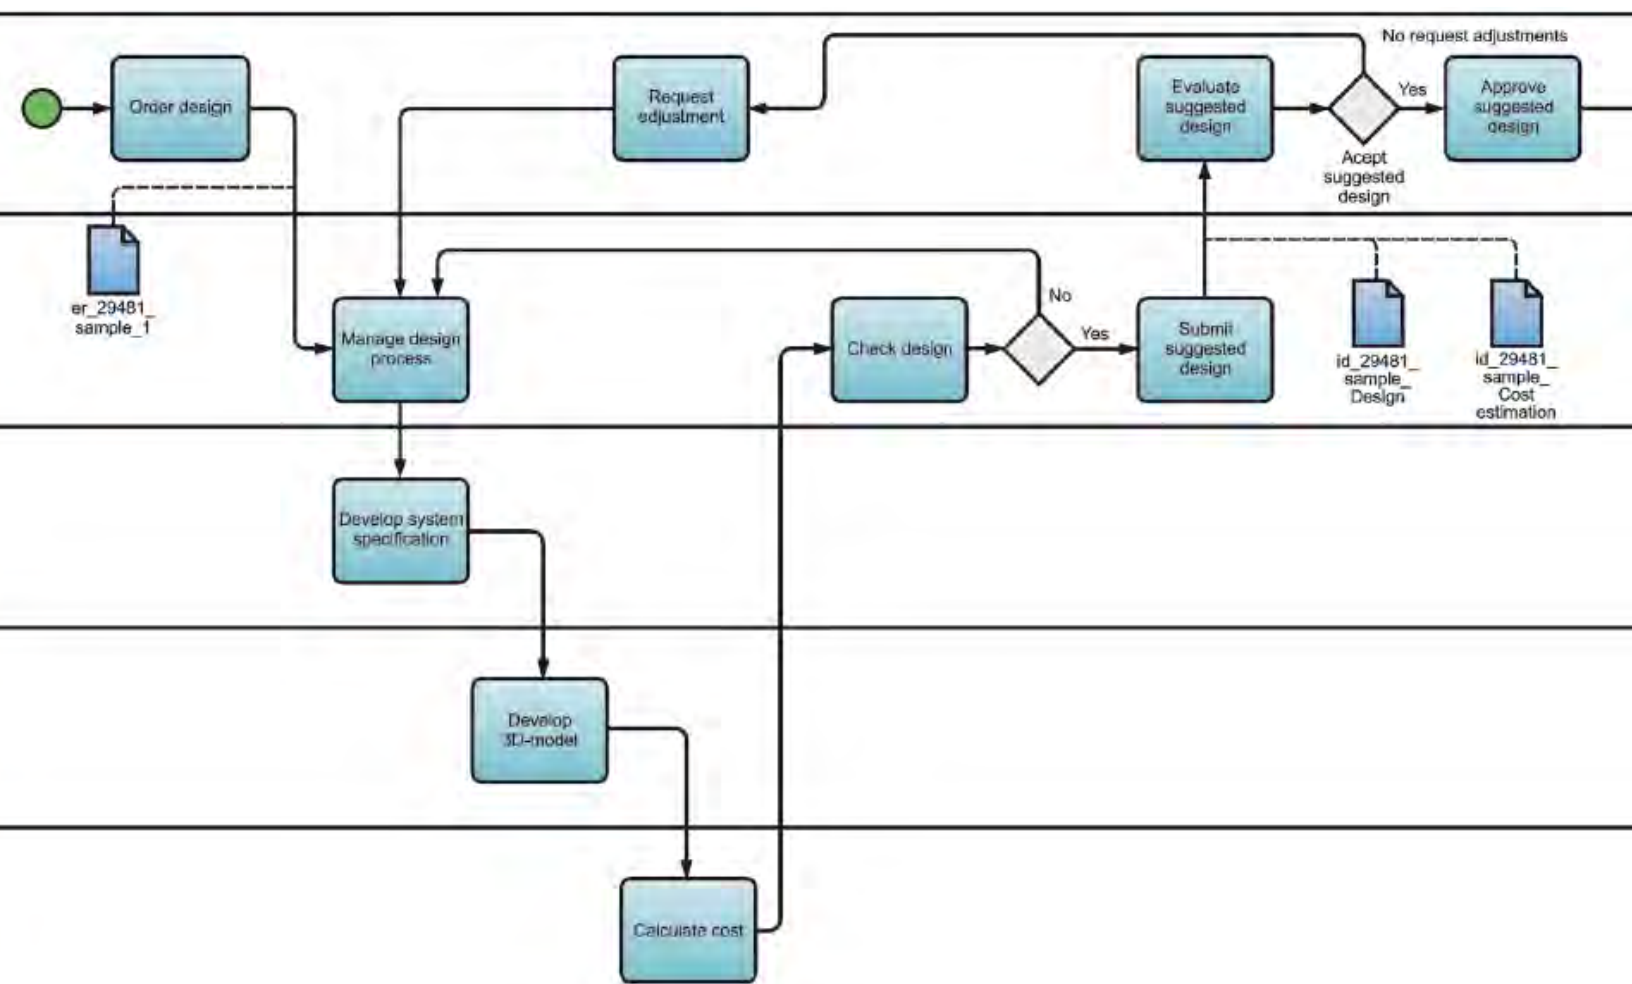 No request adjustments
Order design
Request
adjustment
Evaluate
suggested
design
Yes
Approve
suggested
design
Acept
suggested
design
er_29481_
sample_1
No
Manage design
process
Check design
Yes
Submit
suggested
design
id_29481_
sample_
Design
id_29481_
sample_
Cost
estimation
Develop system
specification
Develop
3D-model
Calculate cost